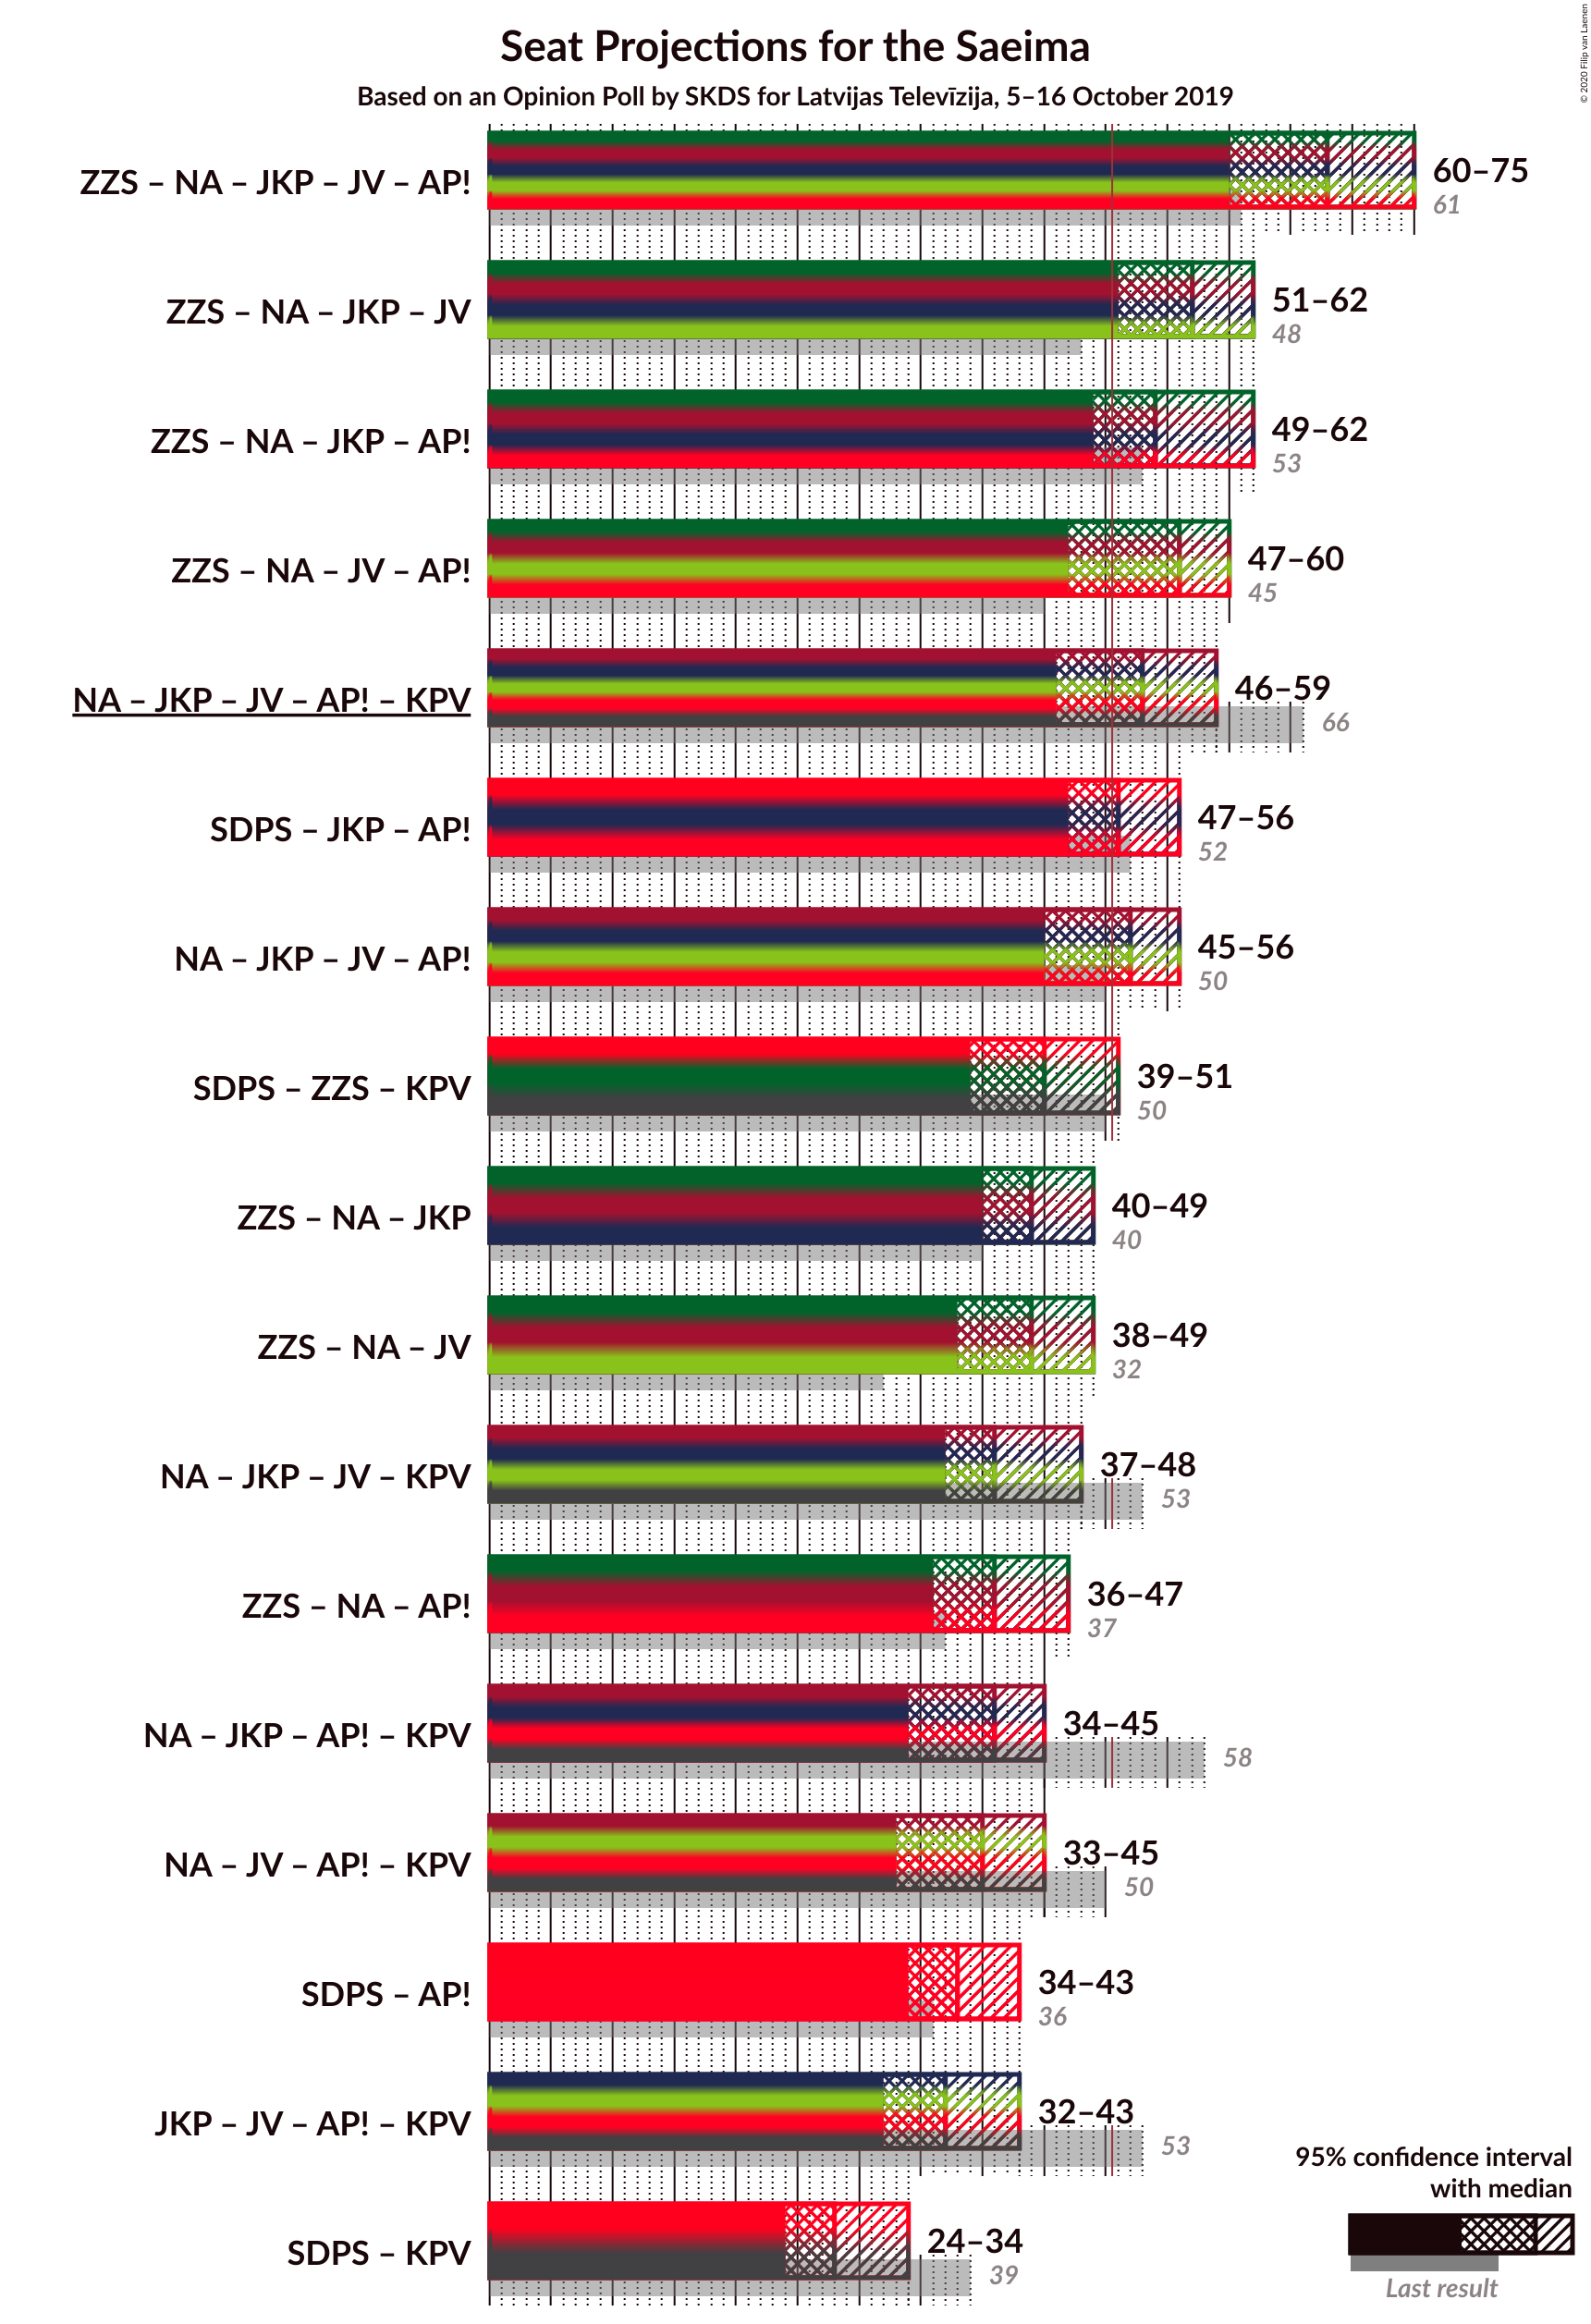 Seat Projections for the Saeima
Based on an Opinion Poll by SKDS for Latvijas Televīzija, 5–16 October 2019
© 2020 Filip van Laenen
ZZS – NA – JKP – JV – AP!
60–75
61
ZZS – NA – JKP – JV
51–62
48
ZZS – NA – JKP – AP!
49–62
53
ZZS – NA – JV – AP!
47–60
45
NA – JKP – JV – AP! – KPV
46–59
66
SDPS – JKP – AP!
47–56
52
NA – JKP – JV – AP!
45–56
50
SDPS – ZZS – KPV
39–51
50
ZZS – NA – JKP
40–49
40
ZZS – NA – JV
38–49
32
NA – JKP – JV – KPV
37–48
53
ZZS – NA – AP!
36–47
37
NA – JKP – AP! – KPV
34–45
58
NA – JV – AP! – KPV
33–45
50
SDPS – AP!
34–43
36
JKP – JV – AP! – KPV
32–43
53
SDPS – KPV
24–34
39
95% confidence interval
with median
Last result